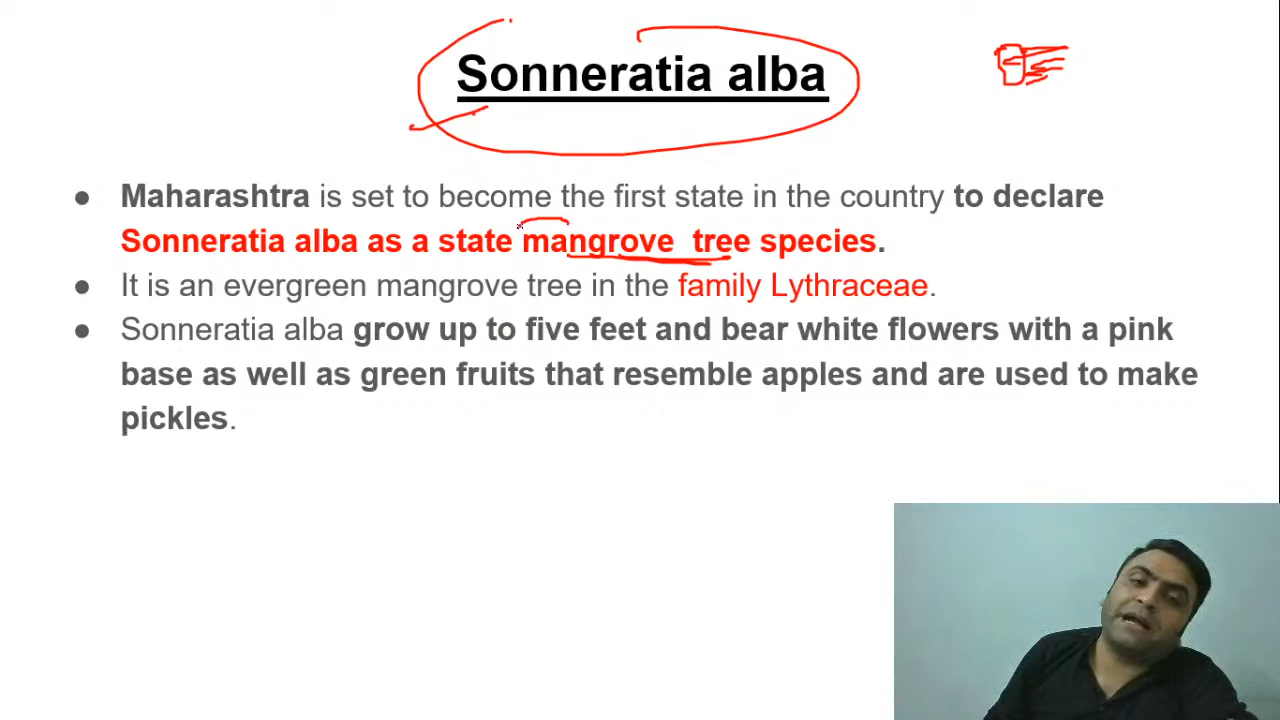 Sonneratia alba
● Maharashtra is set to become the first state in the country to declare
Sonneratia alba as a state mangrove tree species.
● It is an evergreen mangrove tree in the family Lythraceae.
● Sonneratia alba grow up to five feet and bear white flowers with a pink
base as well as green fruits that resemble apples and are used to make
pickles.